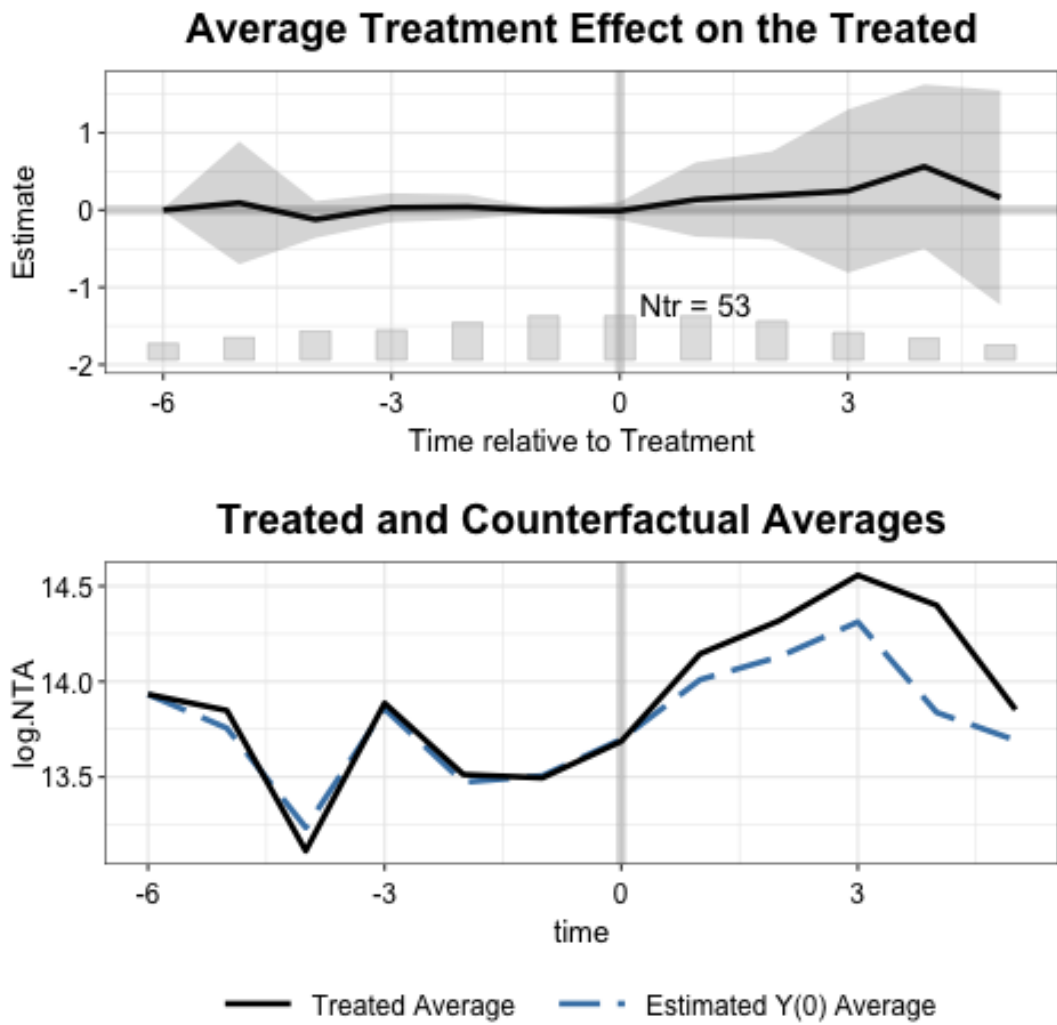 Average Treatment Effect on the Treated
Estimate
1
0
-1
-2
Ntr = 53
-6 -3 0 3
Time relative to Treatment
Treated and Counterfactual Averages
log.NTA
14.5
14.0
13.5
-6 -3 0 3
time
Treated Average Estimated Y(0) Average